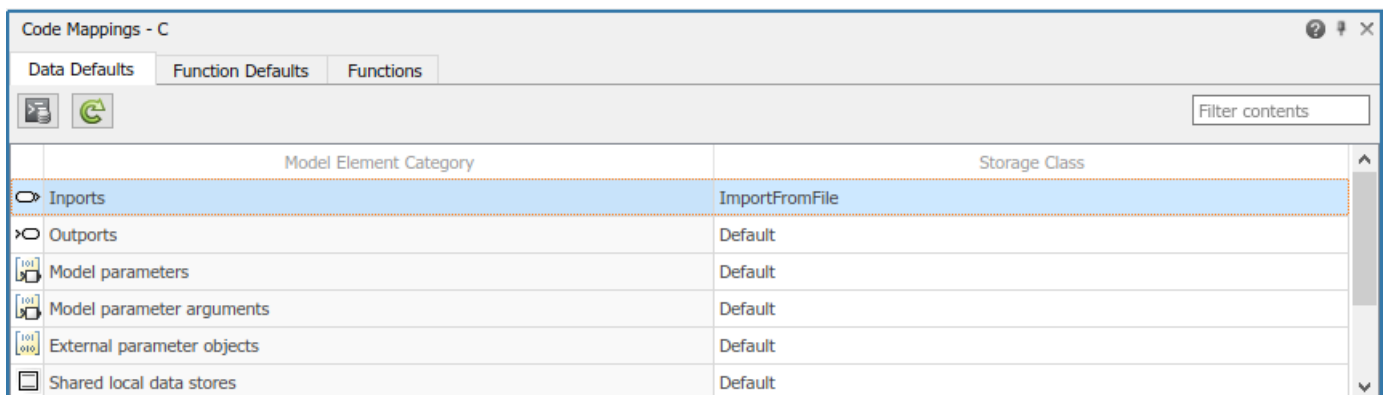 Code Mappings - C
Data Defaults Function Defaults Functions
Filter contents
Model Element Category Storage Class
Inports ImportFromFile
Outports Default
Model parameters Default
Model parameter arguments Default
External parameter objects Default
Shared local data stores Default